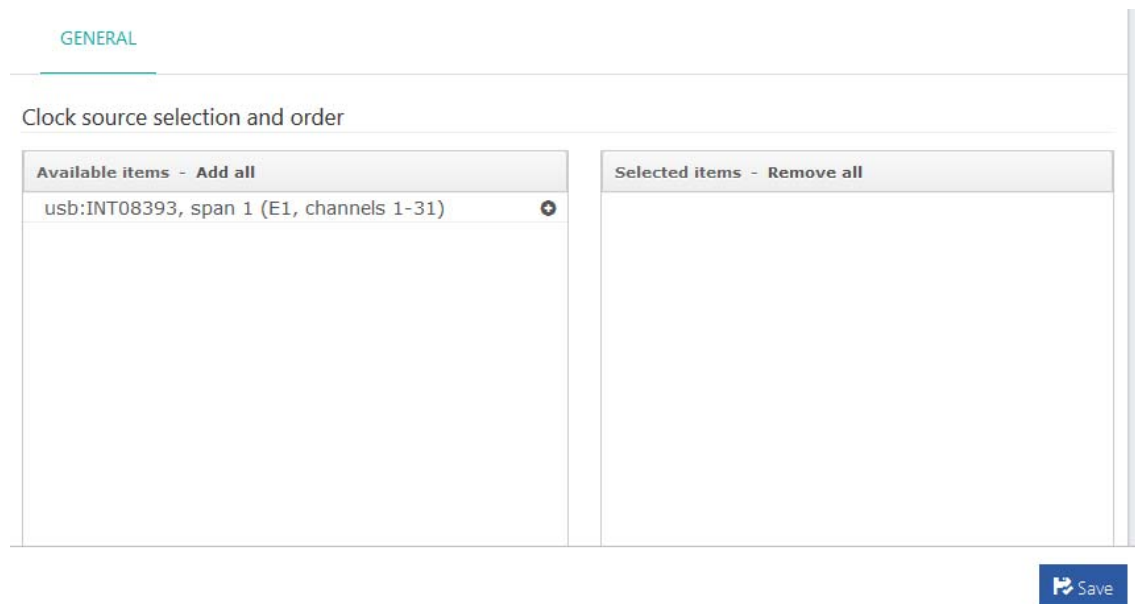 GENERAL
Clock source selection and order
Available items - Add all
usb:INT08393, span 1 (E1, channels 1-31)
Selected items - Remove all
Save